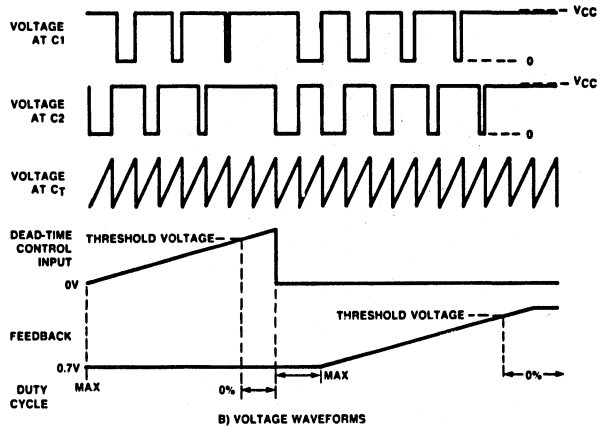 VOLTAGE
AT C1
VCC
0
VOLTAGE
AT C2
VCC
0
VOLTAGE
AT CT
DEAD-TIME
CONTROL
INPUT
THRESHOLD VOLTAGE
0V
THRESHOLD VOLTAGE
FEEDBACK
0.7V
MAX
0%
MAX
0%
DUTY
CYCLE
B) VOLTAGE WAVEFORMS